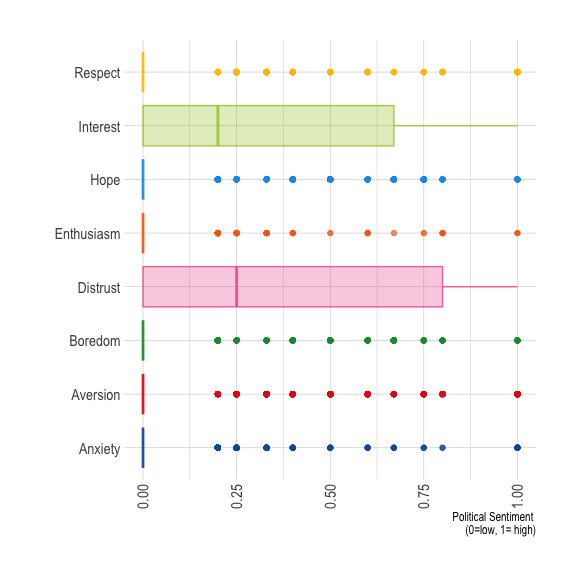 Respect
Interest
Hope
Enthusiasm
Distrust
Boredom
Aversion
Anxiety
0.00
0.25
0.50
0.75
1.00
Political Sentiment
(0=low, 1= high)